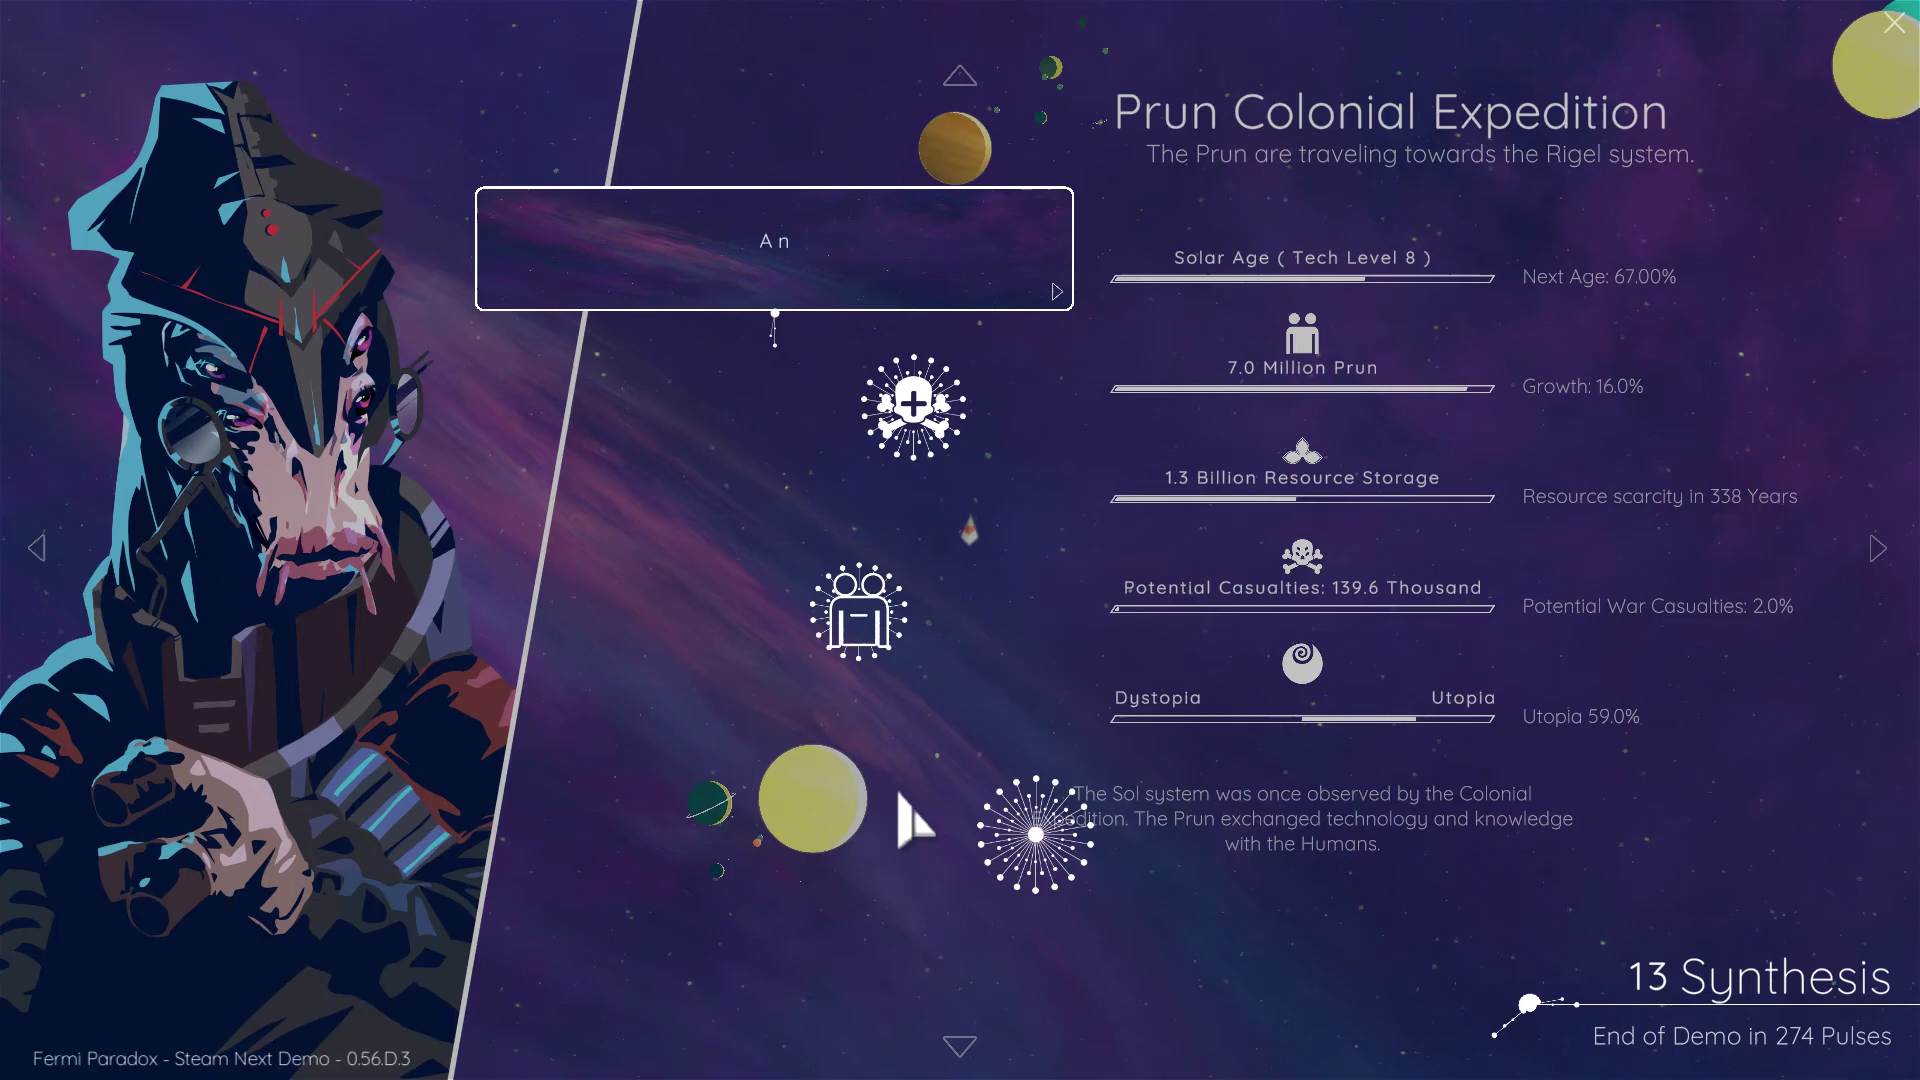 Prun Colonial Expedition
The Prun are traveling towards the Rigel system.
An
Solar Age ( Tech Level 8 )
Next Age: 67.00%
7.0 Million Prun
Growth: 16.0%
1.3 Billion Resource Storage
Resource scarcity in 338 Years
Potential Casualties: 139.6 Thousand
Potential War Casualties: 2.0%
Dystopia
Utopia
Utopia 59.0%
The Sol system was once observed by the Colonial
Expedition. The Prun exchanged technology and knowledge
with the Humans.
13 Synthesis
End of Demo in 274 Pulses
Fermi Paradox - Steam Next Demo - 0.56.D.3